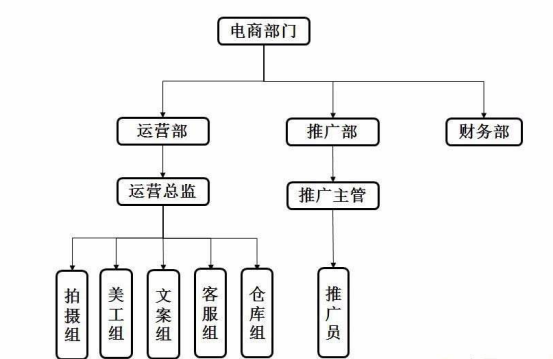 电商部门
运营部
推广部
财务部
运营总监
推广主管
拍摄组
美工组
文案组
客服组
仓库组
推广员